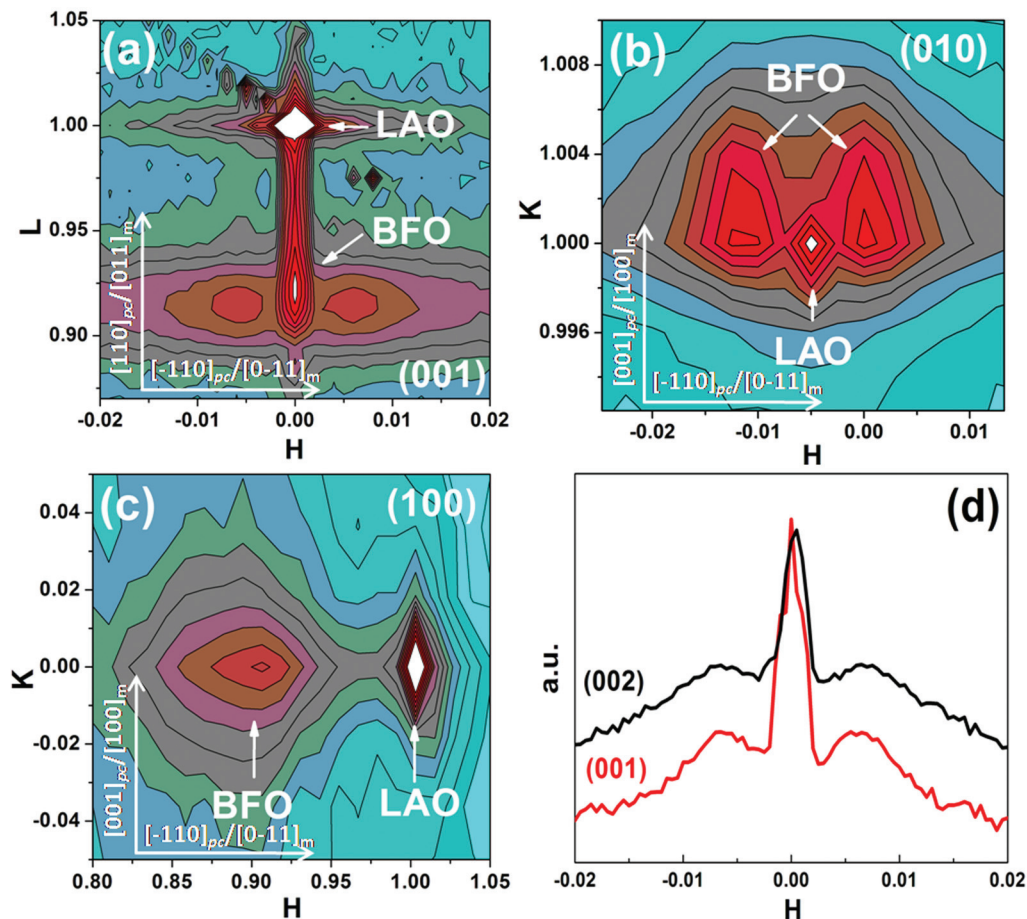 (a)
1.05
1.00
0.95
0.90
L
LAO
BFO
[110]pc/[011]m
[-110]pc/[0-11]m
(001)
-0.02 -0.01 0.00 0.01 0.02
H
(b)
(010)
1.008
1.004
1.000
0.996
K
BFO
LAO
[001]pc/[100]m
[-110]pc/[0-11]m
-0.02 -0.01 0.00 0.01
H
(c)
(100)
0.04
0.02
0.00
-0.02
-0.04
K
[001]pc/[100]m
BFO
LAO
[-110]pc/[0-11]m
0.80 0.85 0.90 0.95 1.00 1.05
H
(d)
a.u.
(002)
(001)
-0.02 -0.01 0.00 0.01 0.02
H